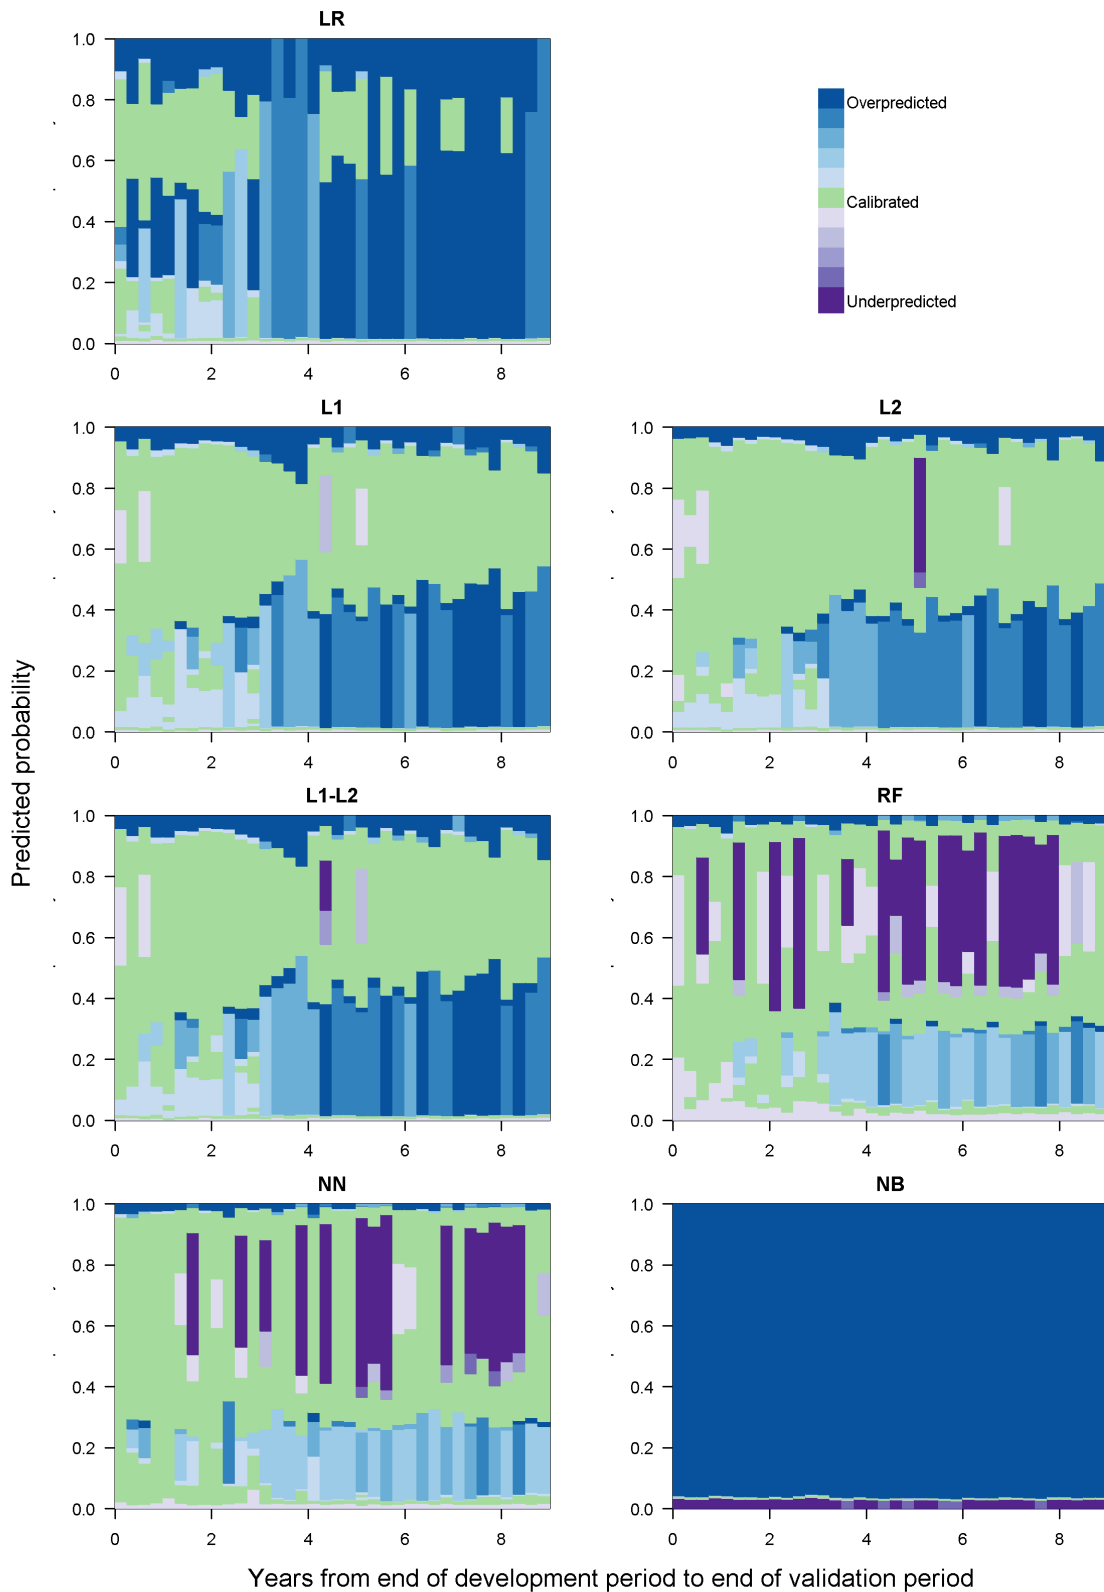 LR
1.0
0.8
0.6
0.4
0.2
0.0
0 2 4 6 8
Overpredicted
Calibrated
Underpredicted
L1
1.0
0.8
0.6
0.4
0.2
0.0
0 2 4 6 8
L2
1.0
0.8
0.6
0.4
0.2
0.0
0 2 4 6 8
L1-L2
1.0
0.8
0.6
0.4
0.2
0.0
0 2 4 6 8
RF
1.0
0.8
0.6
0.4
0.2
0.0
0 2 4 6 8
NN
1.0
0.8
0.6
0.4
0.2
0.0
0 2 4 6 8
NB
1.0
0.8
0.6
0.4
0.2
0.0
0 2 4 6 8
Predicted probability
Years from end of development period to end of validation period